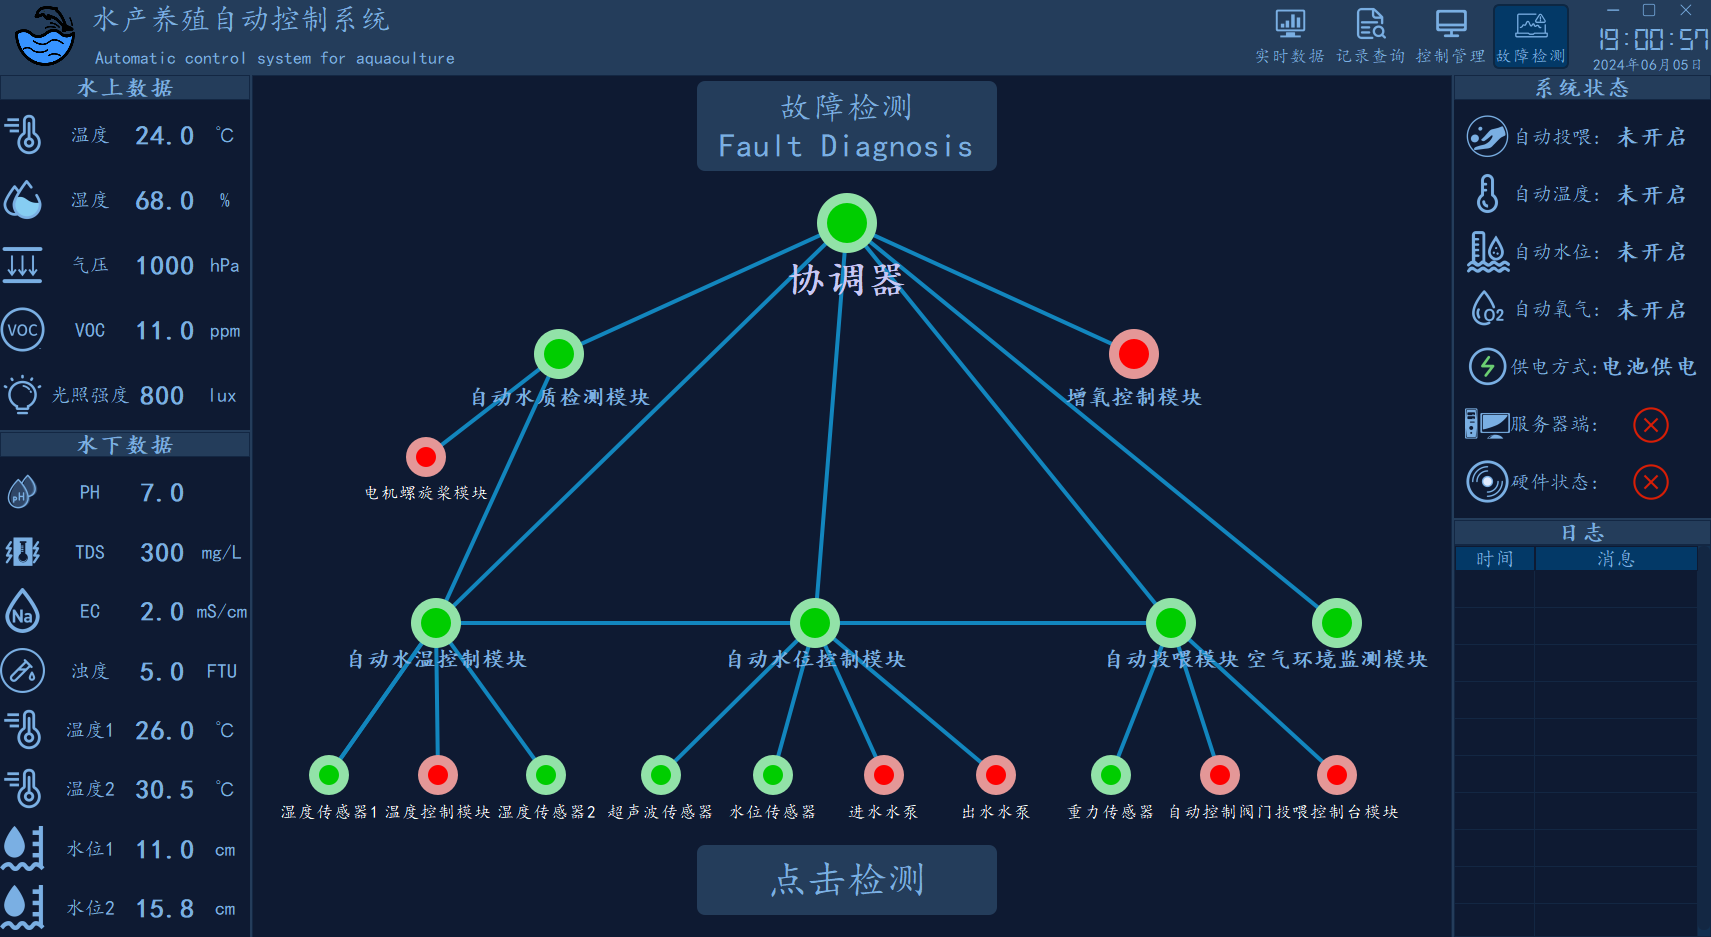 水产养殖自动控制系统
Automatic control system for aquaculture
实时数据 记录查询 控制管理 故障检测
19:00:57
2024年06月05日
水上数据
温度 24.0 ℃
湿度 68.0 %
气压 1000 hPa
VOC VOC 11.0 ppm
光照强度 800 lux
水下数据
pH PH 7.0
TDS 300 mg/L
Na EC 2.0 mS/cm
浊度 5.0 FTU
温度1 26.0 ℃
温度2 30.5 ℃
水位1 11.0 cm
水位2 15.8 cm
故障检测
Fault Diagnosis
协调器
自动水质检测模块
增氧控制模块
电机螺旋桨模块
自动水温控制模块
自动水位控制模块
自动投喂模块
空气环境监测模块
湿度传感器1
温度控制模块
湿度传感器2
超声波传感器
水位传感器
进水水泵
出水水泵
重力传感器
自动控制阀门
投喂控制台模块
点击检测
系统状态
自动投喂: 未开启
自动温度: 未开启
自动水位: 未开启
O2 自动氧气: 未开启
供电方式: 电池供电
服务器端:
硬件状态:
日志
时间 消息